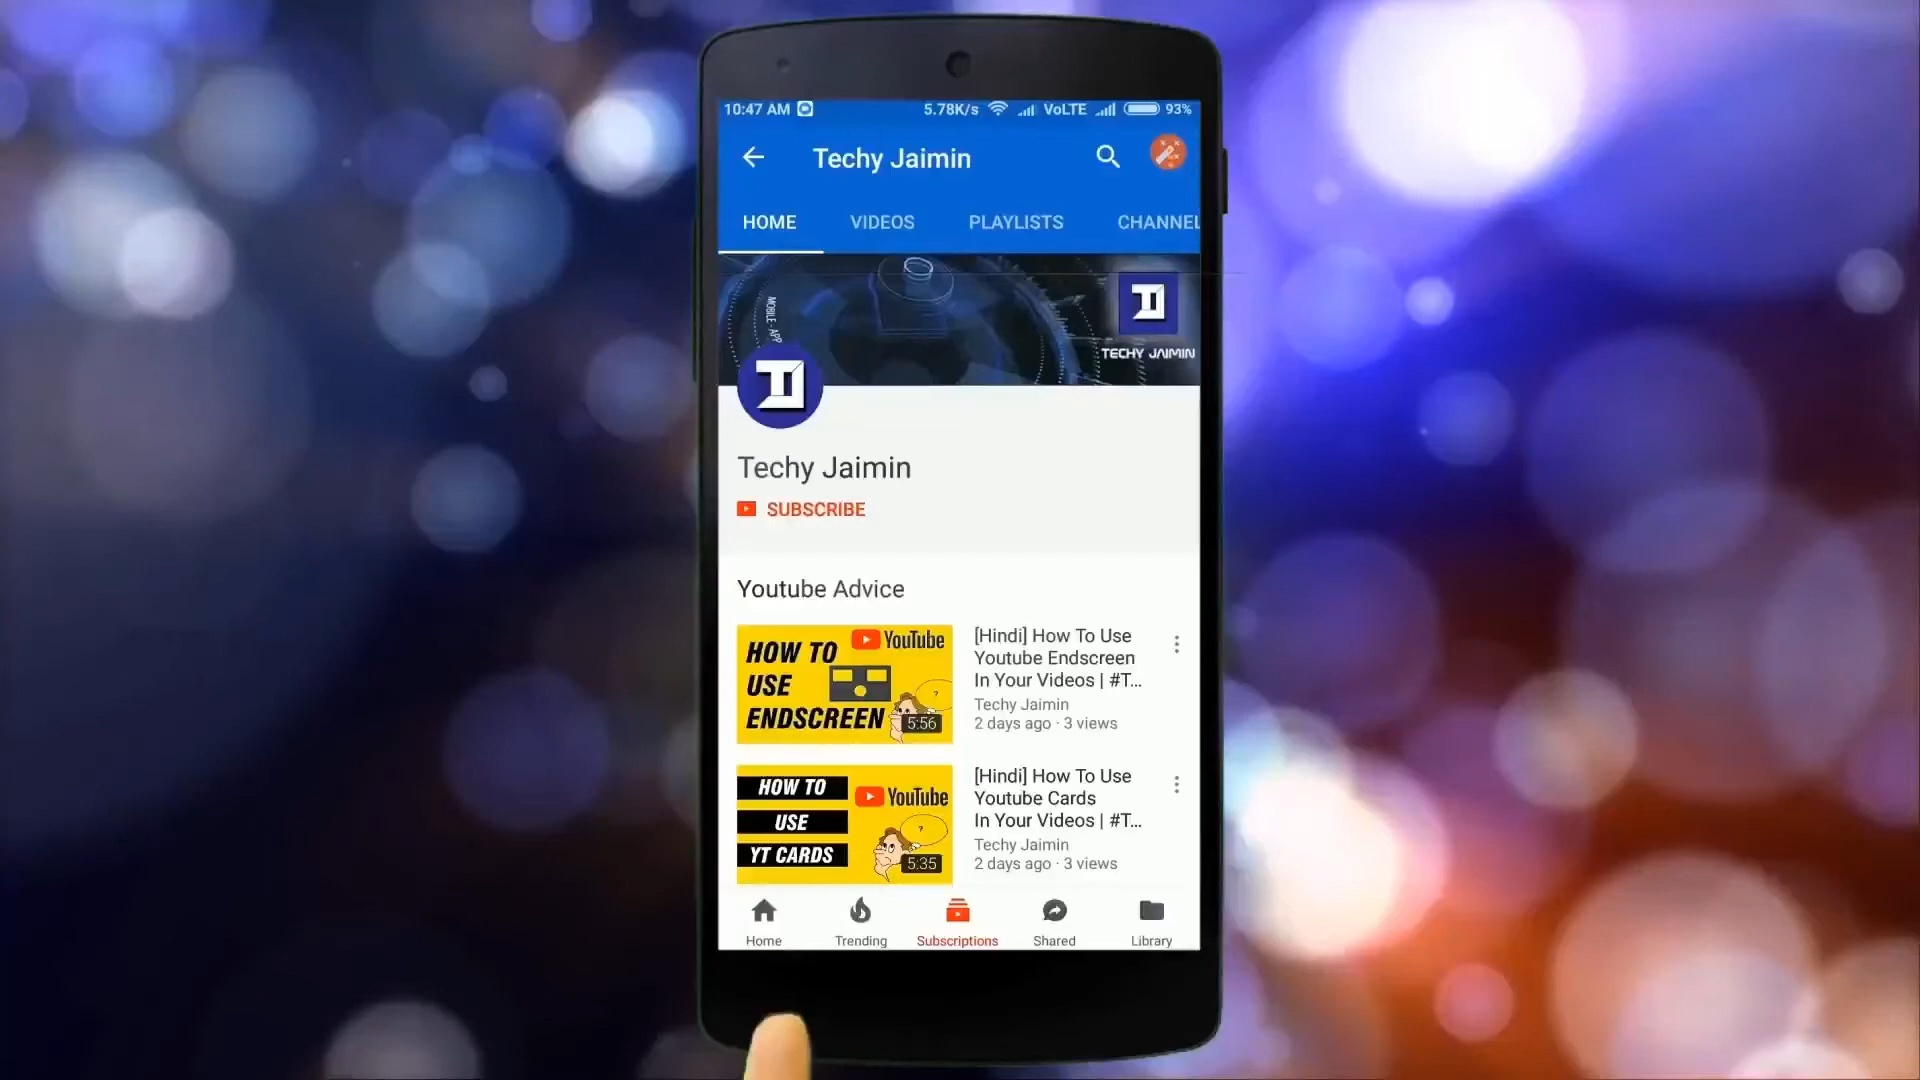 10:47 AM 5.78K/s VoLTE 93%
Techy Jaimin
HOME VIDEOS PLAYLISTS CHANNEL
MOBILE - APP
TECHY JAIMIN
Techy Jaimin
SUBSCRIBE
Youtube Advice
HOW TO
USE
ENDSCREEN
YouTube
?
5:56
[Hindi] How To Use
Youtube Endscreen
In Your Videos | #T...
Techy Jaimin
2 days ago · 3 views
HOW TO
USE
YT CARDS
YouTube
?
5:35
[Hindi] How To Use
Youtube Cards
In Your Videos | #T...
Techy Jaimin
2 days ago · 3 views
Home Trending Subscriptions Shared Library